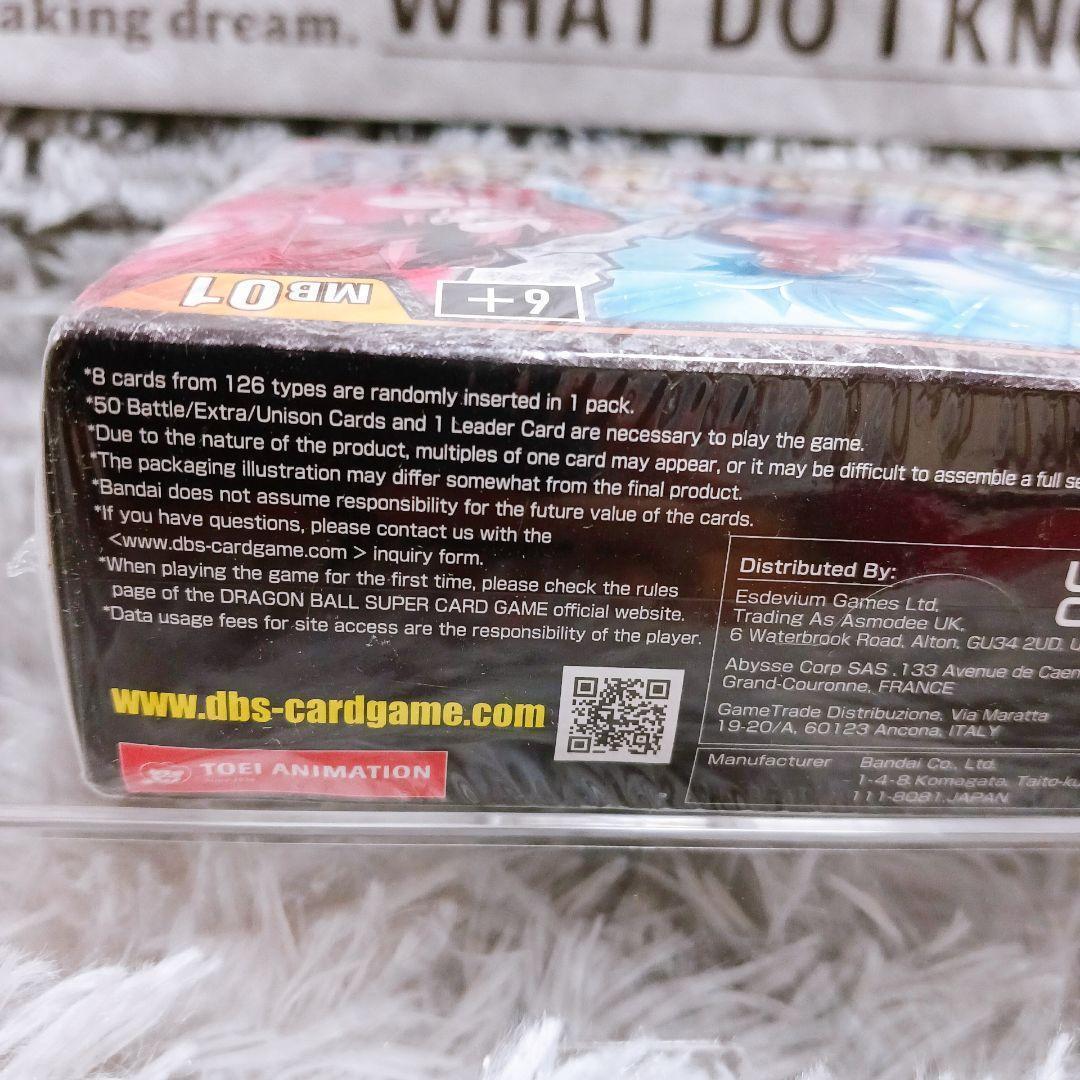 aking dream. WHAT DO I KN
MB01
6+
*8 cards from 126 types are randomly inserted in 1 pack.
*50 Battle/Extra/Unison Cards and 1 Leader Card are necessary to play the game.
*Due to the nature of the product, multiples of one card may appear, or it may be difficult to assemble a full se
*The packaging illustration may differ somewhat from the final product.
*Bandai does not assume responsibility for the future value of the cards.
*If you have questions, please contact us with the
<www.dbs-cardgame.com > inquiry form.
*When playing the game for the first time, please check the rules
page of the DRAGON BALL SUPER CARD GAME official website.
*Data usage fees for site access are the responsibility of the player.
www.dbs-cardgame.com
TOEI ANIMATION
Distributed By:
Esdevium Games Ltd,
Trading As Asmodee UK,
6 Waterbrook Road, Alton, GU34 2UD, U
Abysse Corp SAS .133 Avenue de Caen
Grand-Couronne, FRANCE
GameTrade Distribuzione, Via Maratta
19-20/A, 60123 Ancona, ITALY
Manufacturer Bandai Co., Ltd.
1-4-8, Komagata, Taito-ku
111-8081, JAPAN